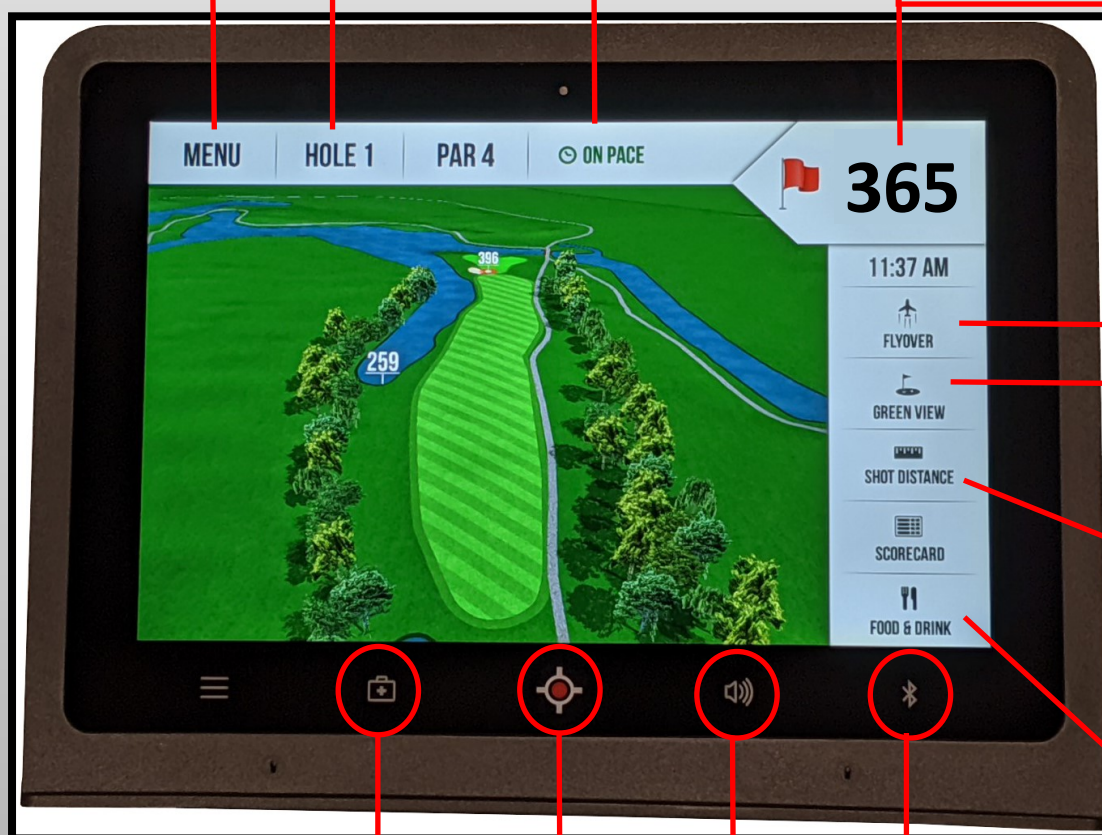 MENU
HOLE 1
PAR 4
ON PACE
365
11:37 AM
396
FLYOVER
259
GREEN VIEW
SHOT DISTANCE
SCORECARD
FOOD & DRINK